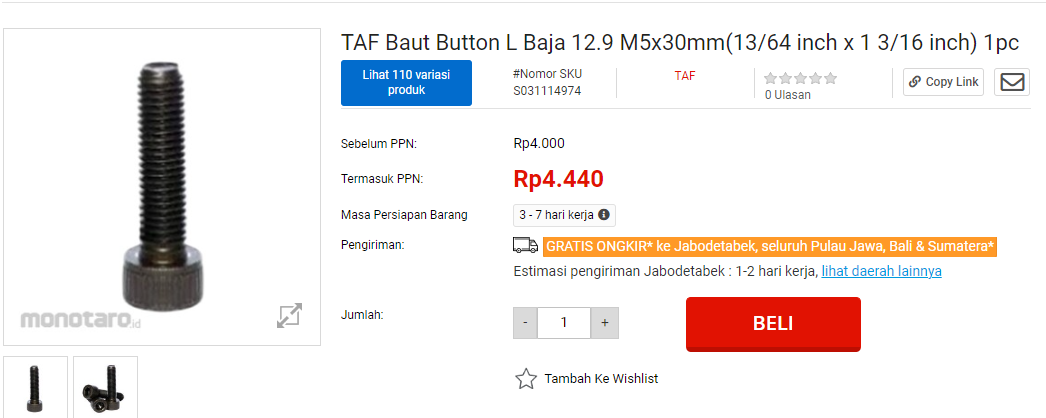 TAF Baut Button L Baja 12.9 M5x30mm(13/64 inch x 1 3/16 inch) 1pc
Lihat 110 variasi
produk
#Nomor SKU
S031114974
TAF
0 Ulasan
Copy Link
Sebelum PPN:
Rp4.000
Termasuk PPN:
Rp4.440
Masa Persiapan Barang
3 - 7 hari kerja
Pengiriman:
GRATIS ONGKIR* ke Jabodetabek, seluruh Pulau Jawa, Bali & Sumatera*
Estimasi pengiriman Jabodetabek : 1-2 hari kerja, lihat daerah lainnya
monotaro.id
Jumlah:
- 1 +
BELI
Tambah Ke Wishlist